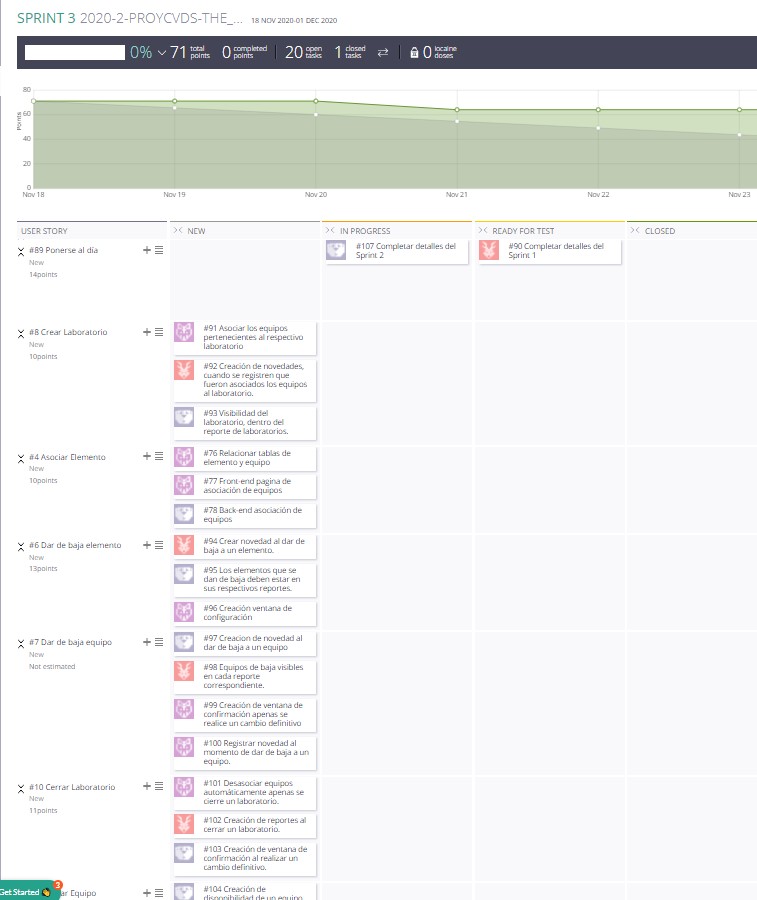 SPRINT 3 2020-2-PROYCVDS-THE_... 18 NOV 2020-01 DEC 2020
0% 71 total points 0 completed points 20 open tasks 1 closed tasks 0 iocaine doses
80
60
40
20
0
Points
Nov 18 Nov 19 Nov 20 Nov 21 Nov 22 Nov 23
USER STORY NEW IN PROGRESS READY FOR TEST CLOSED
#89 Ponerse al día
New
14points
#107 Completar detalles del
Sprint 2
#90 Completar detalles del
Sprint 1
#8 Crear Laboratorio
New
10points
#91 Asociar los equipos
pertenecientes al respectivo
laboratorio
#92 Creación de novedades,
cuando se registren que
fueron asociados los equipos
al laboratorio.
#93 Visibilidad del
laboratorio, dentro del
reporte de laboratorios.
#4 Asociar Elemento
New
10points
#76 Relacionar tablas de
elemento y equipo
#77 Front-end pagina de
asociación de equipos
#78 Back-end asociación de
equipos
#6 Dar de baja elemento
New
13points
#94 Crear novedad al dar de
baja a un elemento.
#95 Los elementos que se
dan de baja deben estar en
sus respectivos reportes.
#96 Creación ventana de
configuración
#7 Dar de baja equipo
New
Not estimated
#97 Creacion de novedad al
dar de baja a un equipo
#98 Equipos de baja visibles
en cada reporte
correspondiente.
#99 Creación de ventana de
confirmación apenas se
realice un cambio definitivo
#100 Registrar novedad al
momento de dar de baja a un
equipo.
#10 Cerrar Laboratorio
New
11points
#101 Desasociar equipos
automáticamente apenas se
cierre un laboratorio.
#102 Creación de reportes al
cerrar un laboratorio.
#103 Creación de ventana de
confirmación al realizar un
cambio definitivo.
Get Started 3
ar Equipo
#104 Creación de
disponibilidad de un equipo